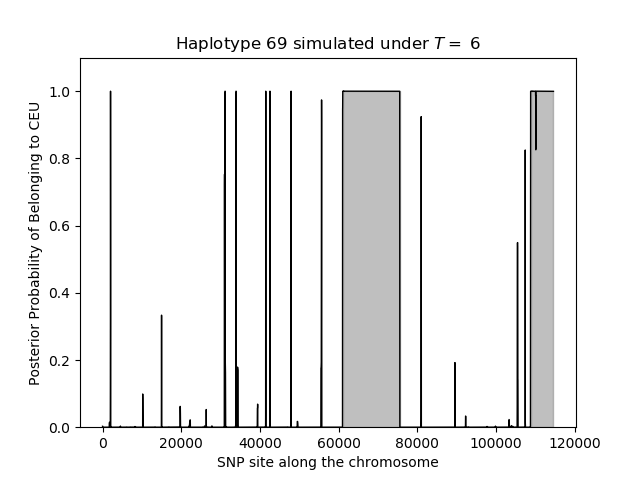 Haplotype 69 simulated under T = 6
Posterior Probability of Belonging to CEU
1.0
0.8
0.6
0.4
0.2
0.0
0 20000 40000 60000 80000 100000 120000
SNP site along the chromosome